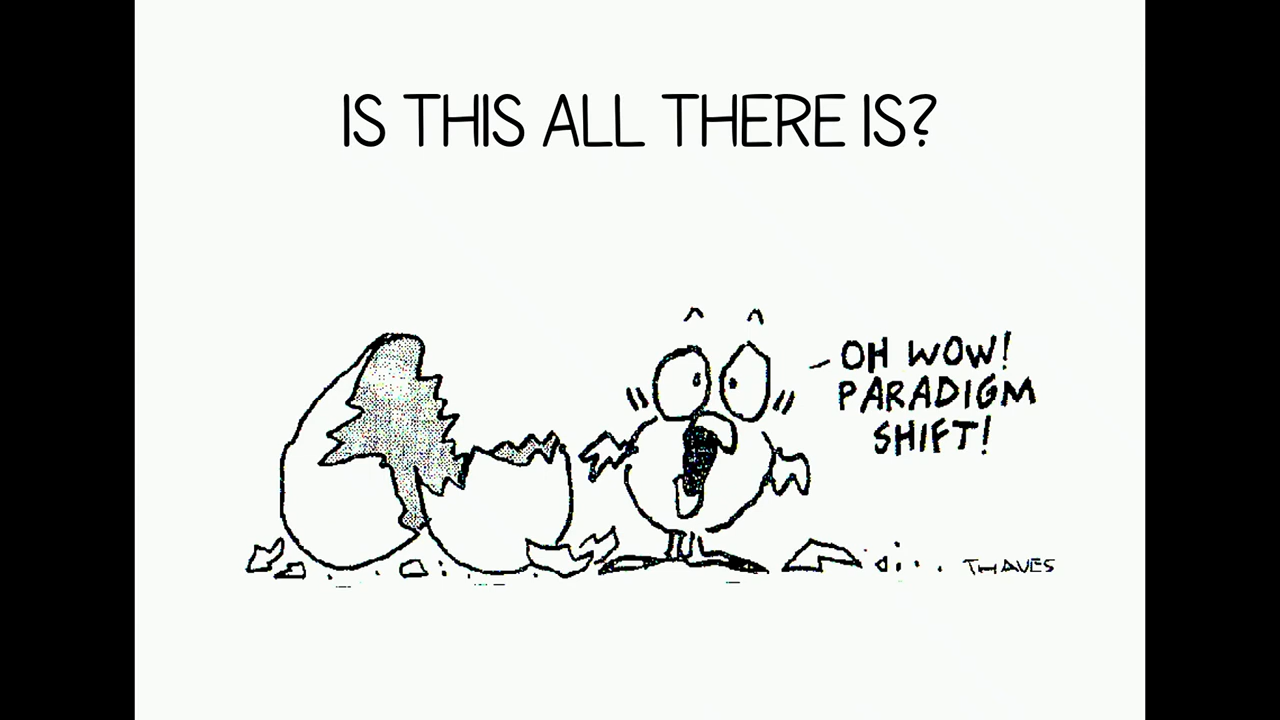 IS THIS ALL THERE IS?
OH WOW!
PARADIGM
SHIFT!
THAVES